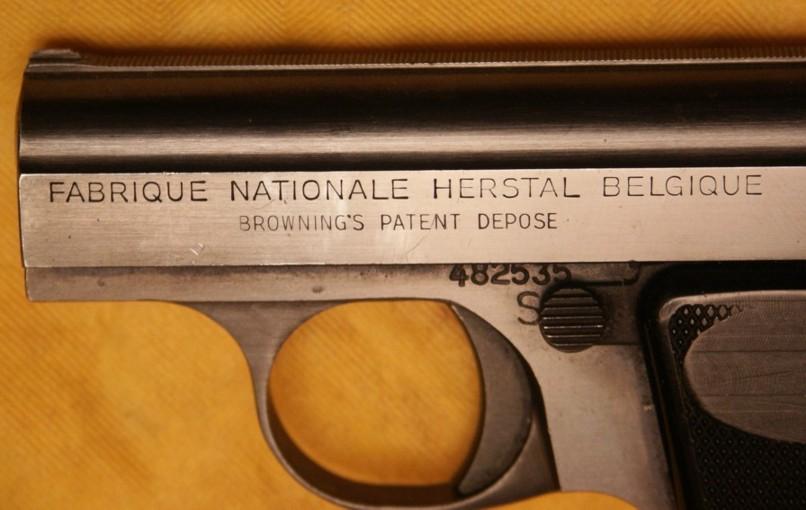 FABRIQUE NATIONALE HERSTAL BELGIQUE
BROWNING'S PATENT DEPOSE
482535
S